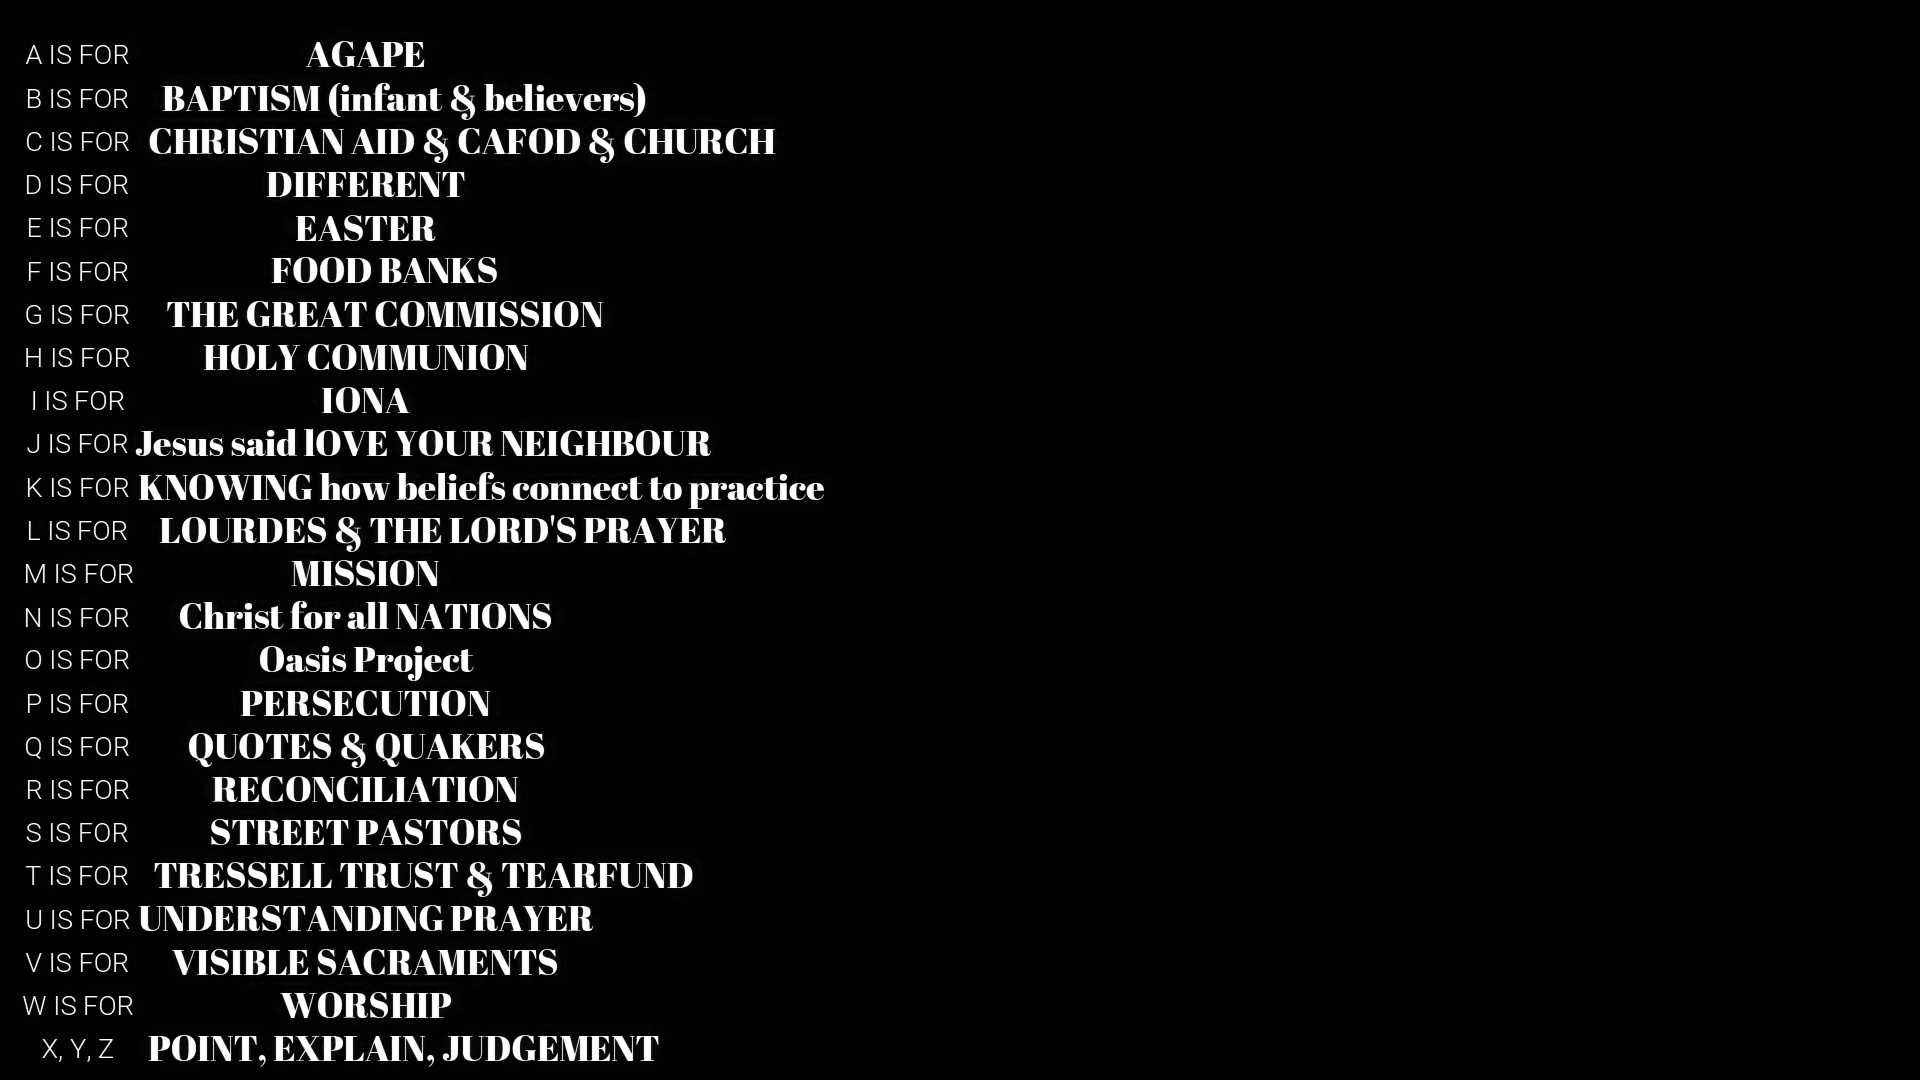 A IS FOR AGAPE
B IS FOR BAPTISM (infant & believers)
C IS FOR CHRISTIAN AID & CAFOD & CHURCH
D IS FOR DIFFERENT
E IS FOR EASTER
F IS FOR FOOD BANKS
G IS FOR THE GREAT COMMISSION
H IS FOR HOLY COMMUNION
I IS FOR IONA
J IS FOR Jesus said lOVE YOUR NEIGHBOUR
K IS FOR KNOWING how beliefs connect to practice
L IS FOR LOURDES & THE LORD'S PRAYER
M IS FOR MISSION
N IS FOR Christ for all NATIONS
O IS FOR Oasis Project
P IS FOR PERSECUTION
Q IS FOR QUOTES & QUAKERS
R IS FOR RECONCILIATION
S IS FOR STREET PASTORS
T IS FOR TRESSELL TRUST & TEARFUND
U IS FOR UNDERSTANDING PRAYER
V IS FOR VISIBLE SACRAMENTS
W IS FOR WORSHIP
X, Y, Z POINT, EXPLAIN, JUDGEMENT